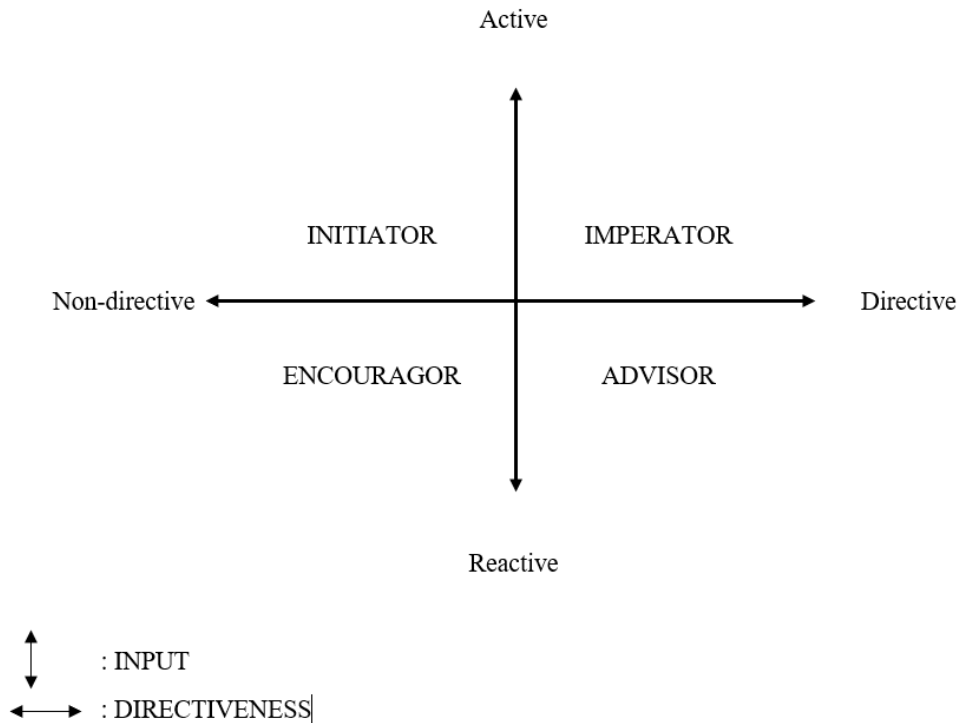 Active
INITIATOR IMPERATOR
Non-directive Directive
ENCOURAGOR ADVISOR
Reactive
: INPUT
: DIRECTIVENESS